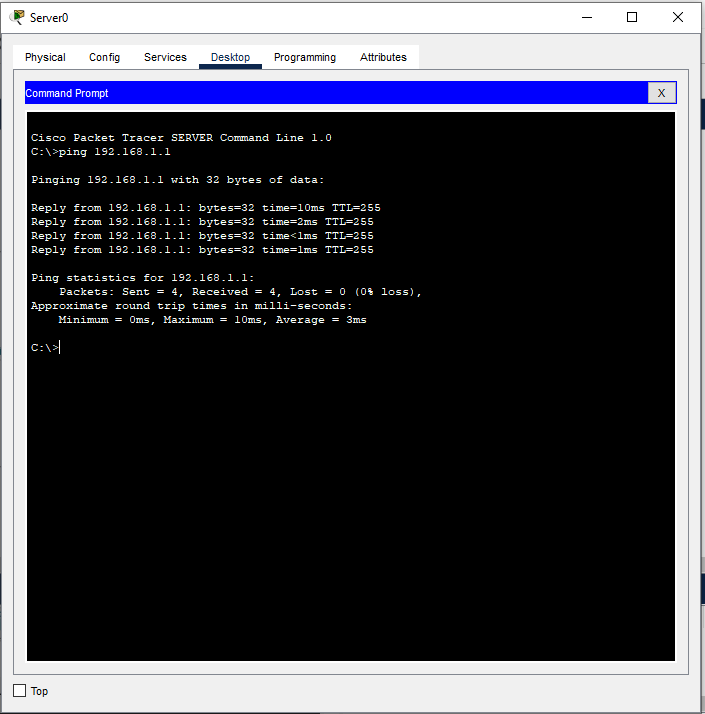 Server0
Physical Config Services Desktop Programming Attributes
Command Prompt X
Cisco Packet Tracer SERVER Command Line 1.0
C:\>ping 192.168.1.1
Pinging 192.168.1.1 with 32 bytes of data:
Reply from 192.168.1.1: bytes=32 time=10ms TTL=255
Reply from 192.168.1.1: bytes=32 time=2ms TTL=255
Reply from 192.168.1.1: bytes=32 time<1ms TTL=255
Reply from 192.168.1.1: bytes=32 time=1ms TTL=255
Ping statistics for 192.168.1.1:
    Packets: Sent = 4, Received = 4, Lost = 0 (0% loss),
Approximate round trip times in milli-seconds:
    Minimum = 0ms, Maximum = 10ms, Average = 3ms
C:\>
Top